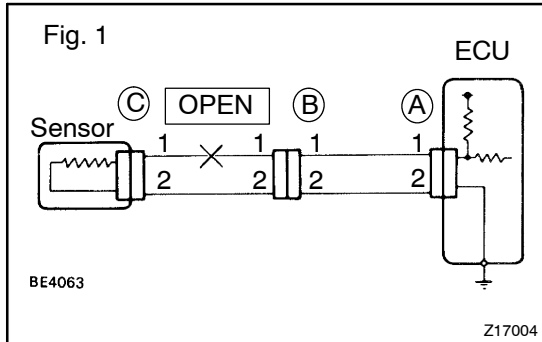 Fig. 1
ECU
C OPEN B A
Sensor
1 1 1 1
2 2 2 2
BE4063
Z17004